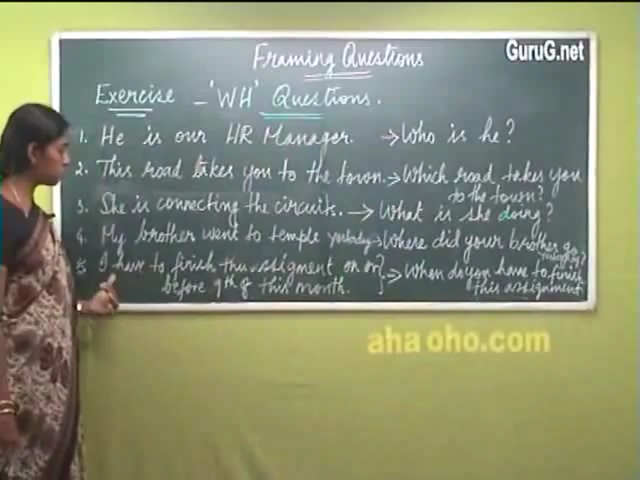 Framing Questions
GuruG.net
Exercise - 'WH' Questions.
1. He is our HR Manager. → Who is he?
2. This road takes you to the town. → Which road takes you
to the town?
3. She is connecting the circuits. → What is she doing?
4. My brother went to temple yesterday → Where did your brother go
yesterday?
5 I have to finish the assigment on or } → When do you have to finish
before 9th of this month. this assignment
aha oho.com